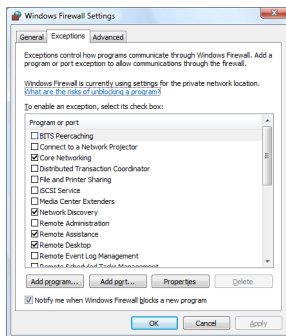 Windows Firewall Settings
General Exceptions Advanced
Exceptions control how programs communicate through Windows Firewall. Add a
program or port exception to allow communications through the firewall.
Windows Firewall is currently using settings for the private network location.
What are the risks of unblocking a program?
To enable an exception, select its check box:
Program or port
BITS Peercaching
Connect to a Network Projector
Core Networking
Distributed Transaction Coordinator
File and Printer Sharing
iSCSI Service
Media Center Extenders
Network Discovery
Remote Administration
Remote Assistance
Remote Desktop
Remote Event Log Management
Remote Scheduled Tasks Management
Add program... Add port... Properties Delete
Notify me when Windows Firewall blocks a new program
OK Cancel Apply